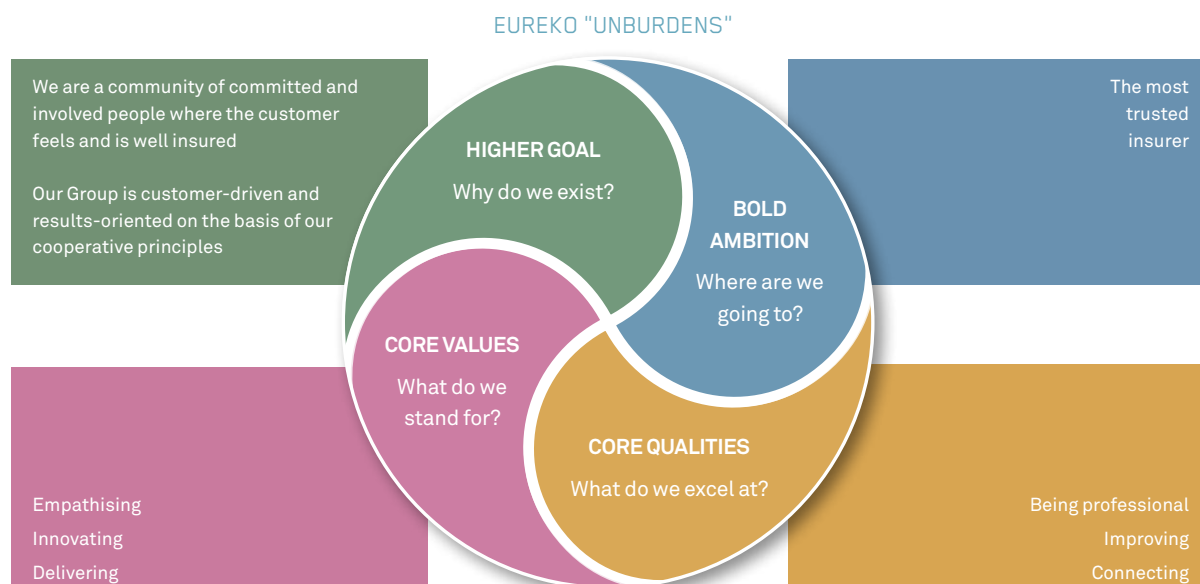 EUREKO "UNBURDENS"
We are a community of committed and
involved people where the customer
feels and is well insured
Our Group is customer-driven and
results-oriented on the basis of our
cooperative principles
HIGHER GOAL
Why do we exist?
BOLD
AMBITION
Where are we
going to?
The most
trusted
insurer
CORE VALUES
What do we
stand for?
CORE QUALITIES
What do we excel at?
Empathising
Innovating
Delivering
Being professional
Improving
Connecting